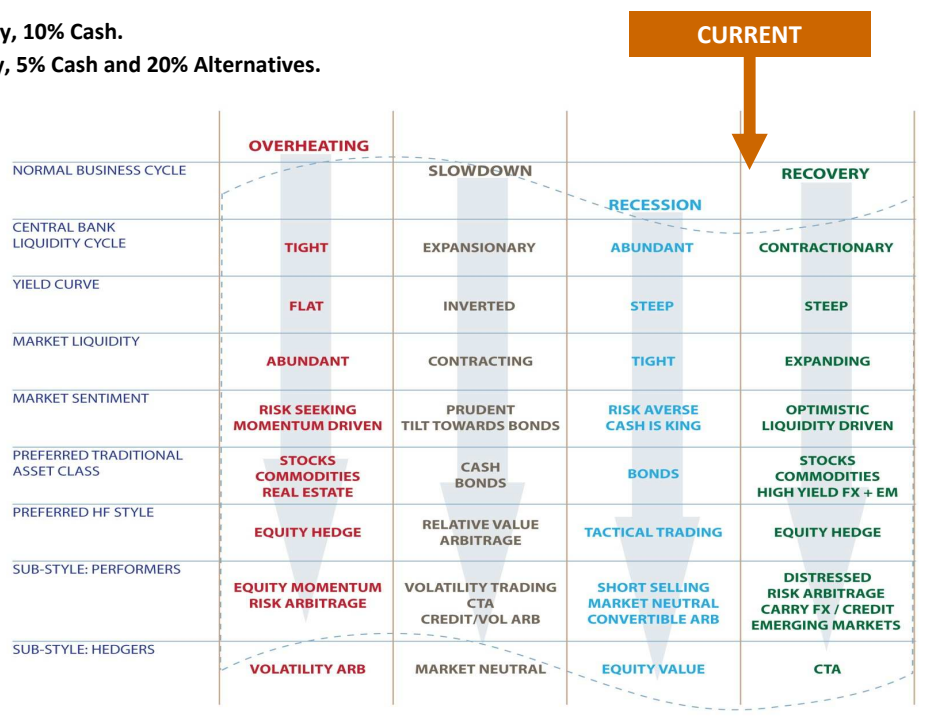 y, 10% Cash.
y, 5% Cash and 20% Alternatives.
CURRENT
OVERHEATING
NORMAL BUSINESS CYCLE
SLOWDOWN
RECOVERY
RECESSION
CENTRAL BANK
LIQUIDITY CYCLE
TIGHT
EXPANSIONARY
ABUNDANT
CONTRACTIONARY
YIELD CURVE
FLAT
INVERTED
STEEP
STEEP
MARKET LIQUIDITY
ABUNDANT
CONTRACTING
TIGHT
EXPANDING
MARKET SENTIMENT
RISK SEEKING
MOMENTUM DRIVEN
PRUDENT
TILT TOWARDS BONDS
RISK AVERSE
CASH IS KING
OPTIMISTIC
LIQUIDITY DRIVEN
PREFERRED TRADITIONAL
ASSET CLASS
STOCKS
COMMODITIES
REAL ESTATE
CASH
BONDS
BONDS
STOCKS
COMMODITIES
HIGH YIELD FX + EM
PREFERRED HF STYLE
EQUITY HEDGE
RELATIVE VALUE
ARBITRAGE
TACTICAL TRADING
EQUITY HEDGE
SUB-STYLE: PERFORMERS
EQUITY MOMENTUM
RISK ARBITRAGE
VOLATILITY TRADING
CTA
CREDIT/VOL ARB
SHORT SELLING
MARKET NEUTRAL
CONVERTIBLE ARB
DISTRESSED
RISK ARBITRAGE
CARRY FX / CREDIT
EMERGING MARKETS
SUB-STYLE: HEDGERS
VOLATILITY ARB
MARKET NEUTRAL
EQUITY VALUE
CTA